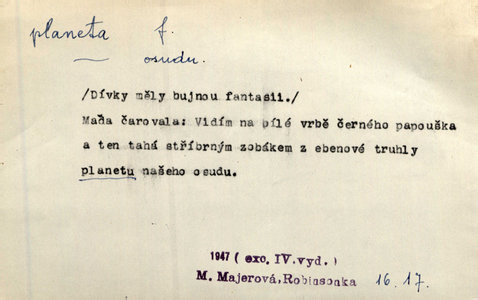 planeta f.
— osudu.
/Dívky měly bujnou fantasii./
Maďa čarovala: Vidím na bílé vrbě černého papouška
a ten tahá stříbrným zobákem z ebenové truhly
planetu našeho osudu.
1947 ( exc. IV. vyd. )
M. Majerová, Robinsonka 16. 17.